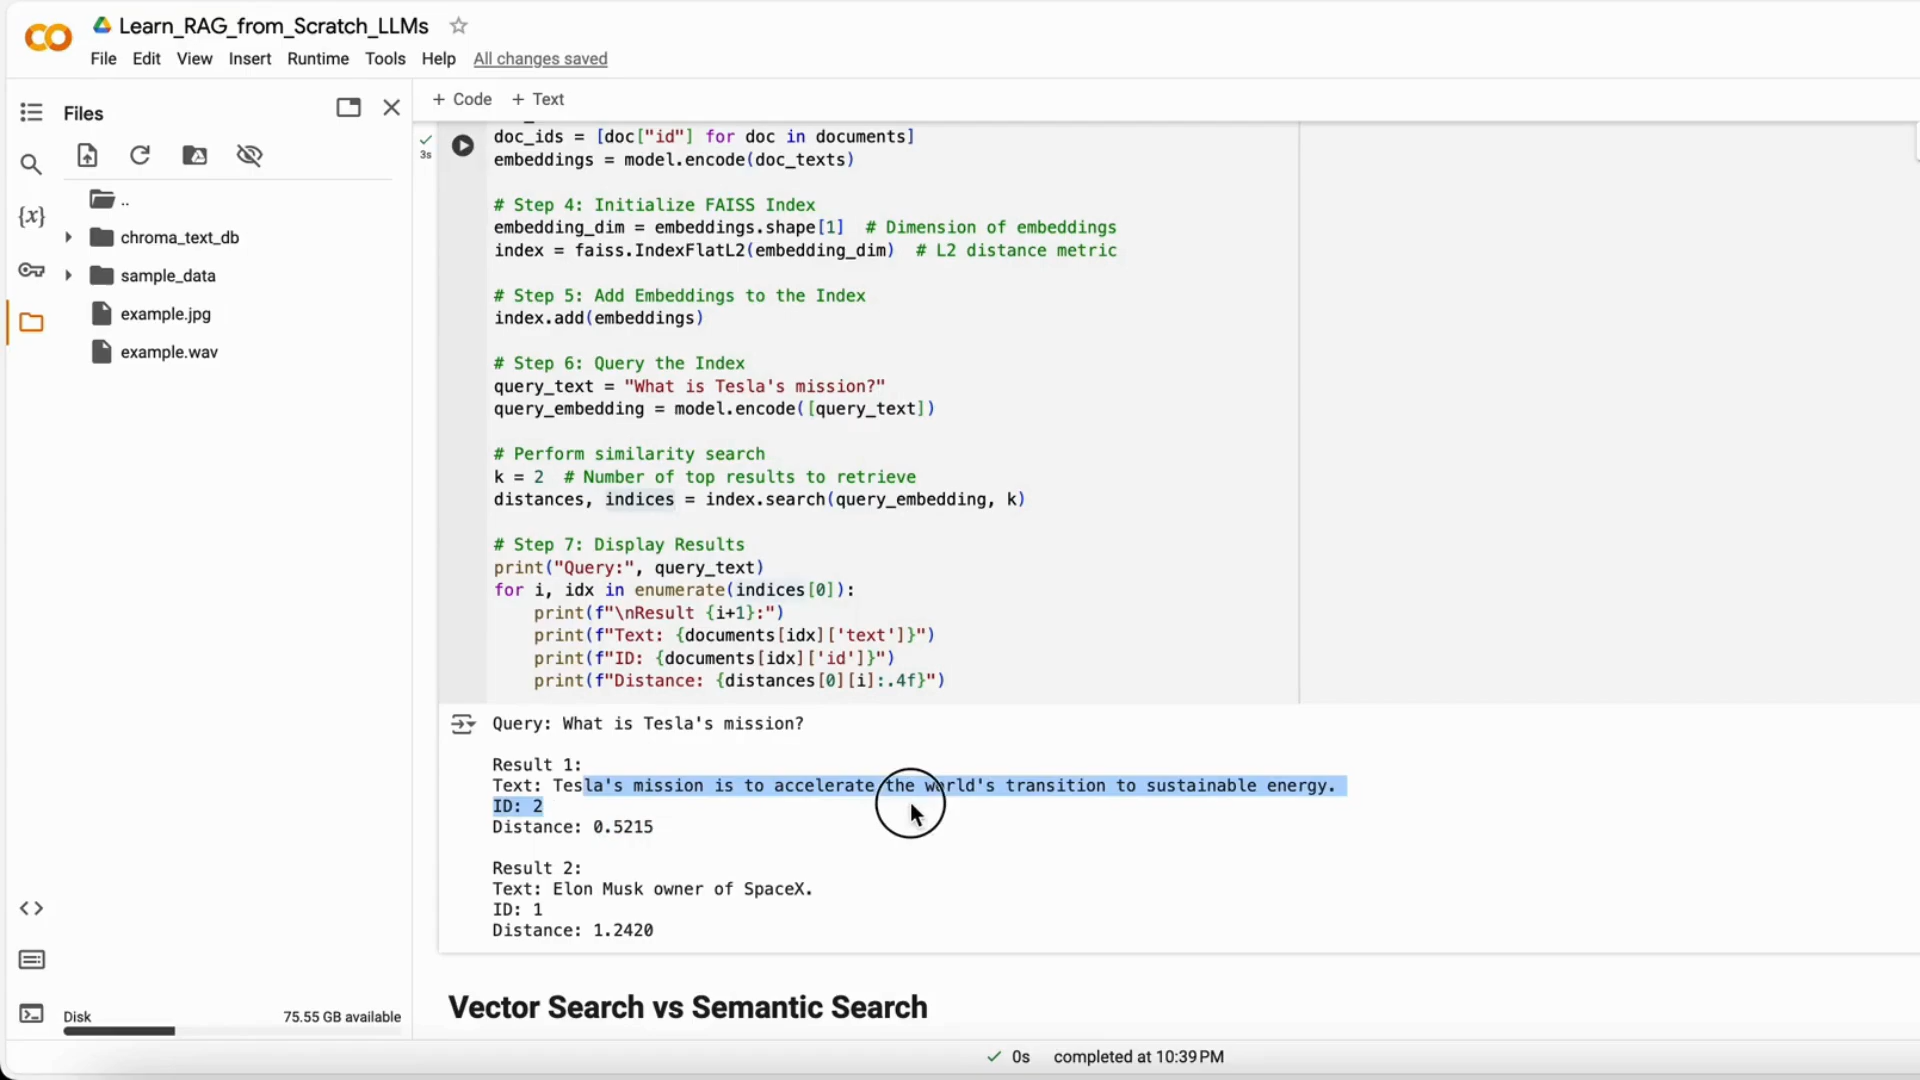 Learn_RAG_from_Scratch_LLMs
File Edit View Insert Runtime Tools Help All changes saved
Files
+ Code + Text
..
chroma_text_db
sample_data
example.jpg
example.wav
{x}
3s
doc_ids = [doc["id"] for doc in documents]
embeddings = model.encode(doc_texts)
# Step 4: Initialize FAISS Index
embedding_dim = embeddings.shape[1]  # Dimension of embeddings
index = faiss.IndexFlatL2(embedding_dim)  # L2 distance metric
# Step 5: Add Embeddings to the Index
index.add(embeddings)
# Step 6: Query the Index
query_text = "What is Tesla's mission?"
query_embedding = model.encode([query_text])
# Perform similarity search
k = 2  # Number of top results to retrieve
distances, indices = index.search(query_embedding, k)
# Step 7: Display Results
print("Query:", query_text)
for i, idx in enumerate(indices[0]):
    print(f"\nResult {i+1}:")
    print(f"Text: {documents[idx]['text']}")
    print(f"ID: {documents[idx]['id']}")
    print(f"Distance: {distances[0][i]:.4f}")
Query: What is Tesla's mission?
Result 1:
Text: Tesla's mission is to accelerate the world's transition to sustainable energy.
ID: 2
Distance: 0.5215
Result 2:
Text: Elon Musk owner of SpaceX.
ID: 1
Distance: 1.2420
Vector Search vs Semantic Search
Disk 75.55 GB available
0s completed at 10:39 PM